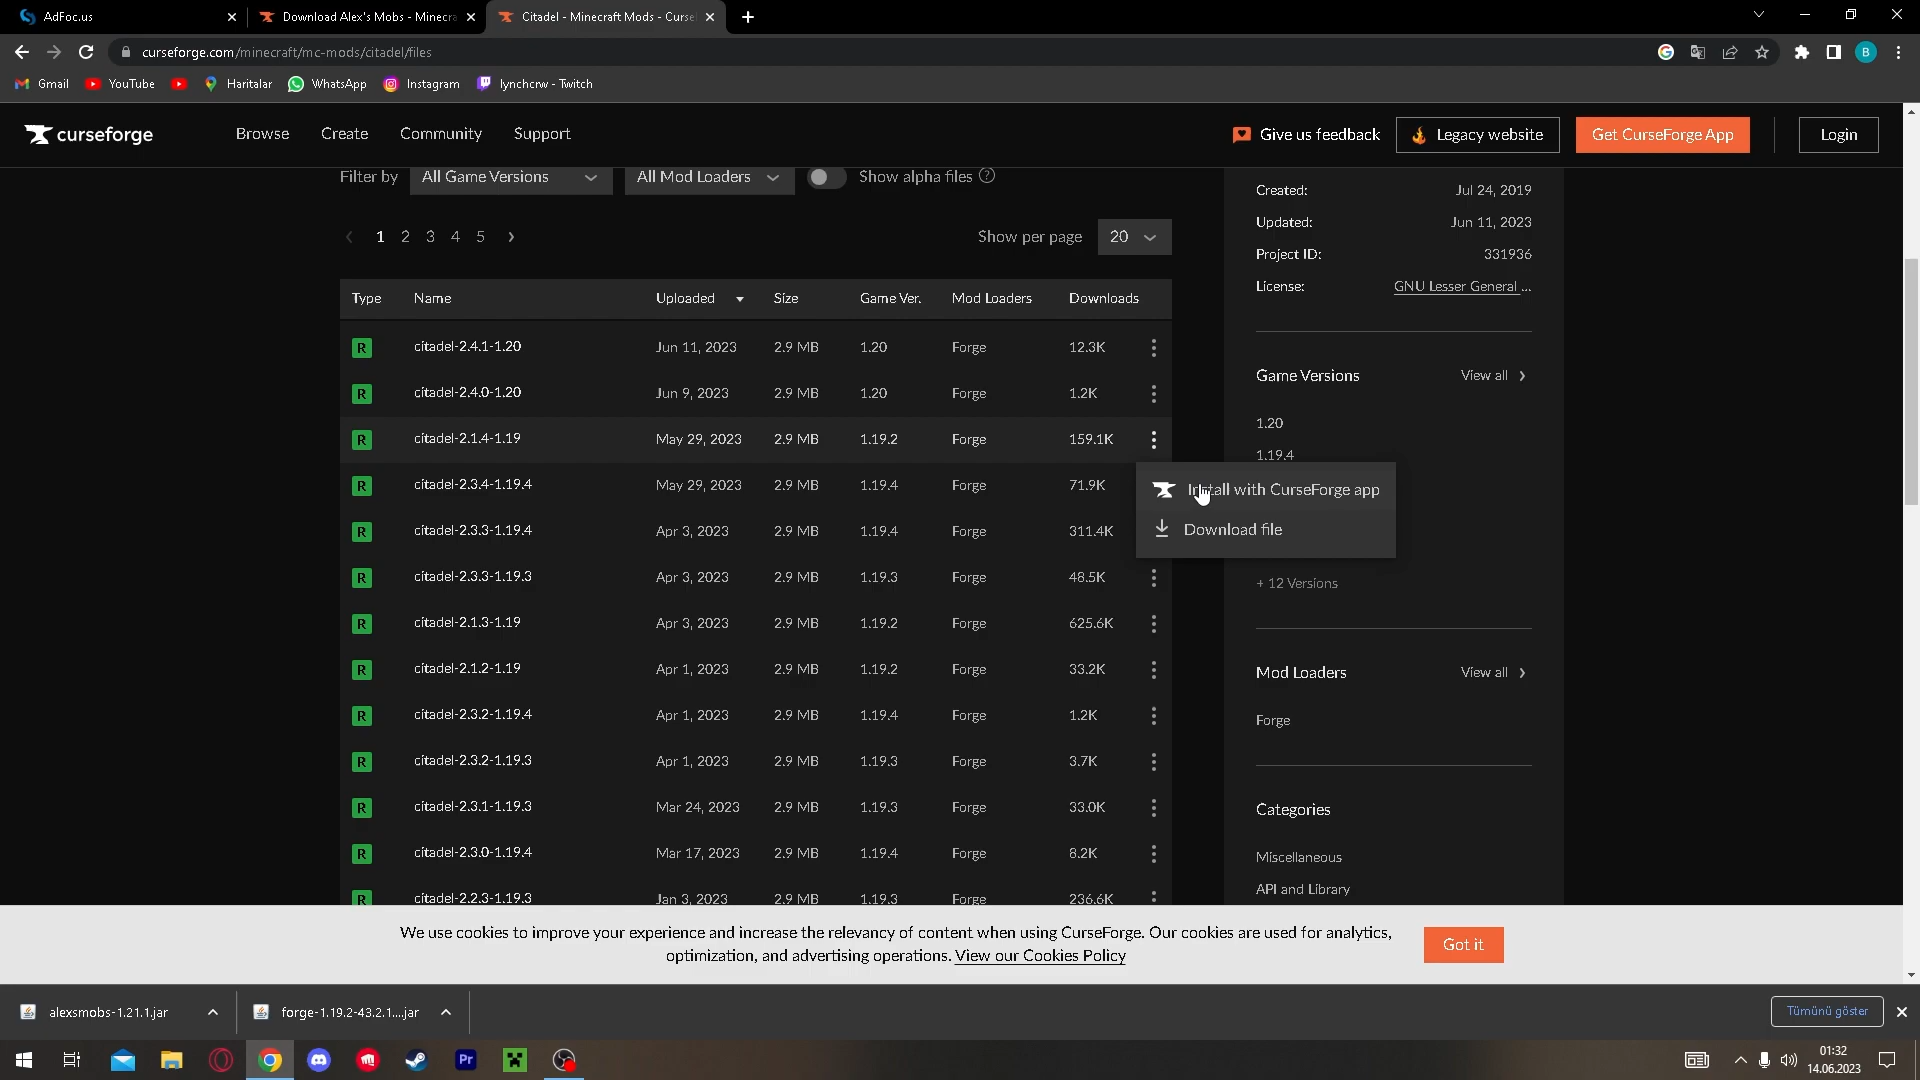 AdFoc.us
Download Alex's Mobs - Minecra
Citadel - Minecraft Mods - Curse
curseforge.com/minecraft/mc-mods/citadel/files
B
Gmail
YouTube
Haritalar
WhatsApp
Instagram
lynchcrw - Twitch
curseforge
Browse
Create
Community
Support
Give us feedback
Legacy website
Get CurseForge App
Login
Filter by
All Game Versions
All Mod Loaders
Show alpha files
1 2 3 4 5
Show per page
20
Type Name Uploaded Size Game Ver. Mod Loaders Downloads
R citadel-2.4.1-1.20 Jun 11, 2023 2.9 MB 1.20 Forge 12.3K
R citadel-2.4.0-1.20 Jun 9, 2023 2.9 MB 1.20 Forge 1.2K
R citadel-2.1.4-1.19 May 29, 2023 2.9 MB 1.19.2 Forge 159.1K
R citadel-2.3.4-1.19.4 May 29, 2023 2.9 MB 1.19.4 Forge 71.9K
R citadel-2.3.3-1.19.4 Apr 3, 2023 2.9 MB 1.19.4 Forge 311.4K
R citadel-2.3.3-1.19.3 Apr 3, 2023 2.9 MB 1.19.3 Forge 48.5K
R citadel-2.1.3-1.19 Apr 3, 2023 2.9 MB 1.19.2 Forge 625.6K
R citadel-2.1.2-1.19 Apr 1, 2023 2.9 MB 1.19.2 Forge 33.2K
R citadel-2.3.2-1.19.4 Apr 1, 2023 2.9 MB 1.19.4 Forge 1.2K
R citadel-2.3.2-1.19.3 Apr 1, 2023 2.9 MB 1.19.3 Forge 3.7K
R citadel-2.3.1-1.19.3 Mar 24, 2023 2.9 MB 1.19.3 Forge 33.0K
R citadel-2.3.0-1.19.4 Mar 17, 2023 2.9 MB 1.19.4 Forge 8.2K
R citadel-2.2.3-1.19.3 Jan 3, 2023 2.9 MB 1.19.3 Forge 236.6K
Install with CurseForge app
Download file
Created: Jul 24, 2019
Updated: Jun 11, 2023
Project ID: 331936
License: GNU Lesser General ...
Game Versions View all
1.20
1.19.4
+ 12 Versions
Mod Loaders View all
Forge
Categories
Miscellaneous
API and Library
We use cookies to improve your experience and increase the relevancy of content when using CurseForge. Our cookies are used for analytics,
optimization, and advertising operations. View our Cookies Policy
Got it
alexsmobs-1.21.1.jar
forge-1.19.2-43.2.1....jar
Tümünü göster
Pr
01:32
14.06.2023